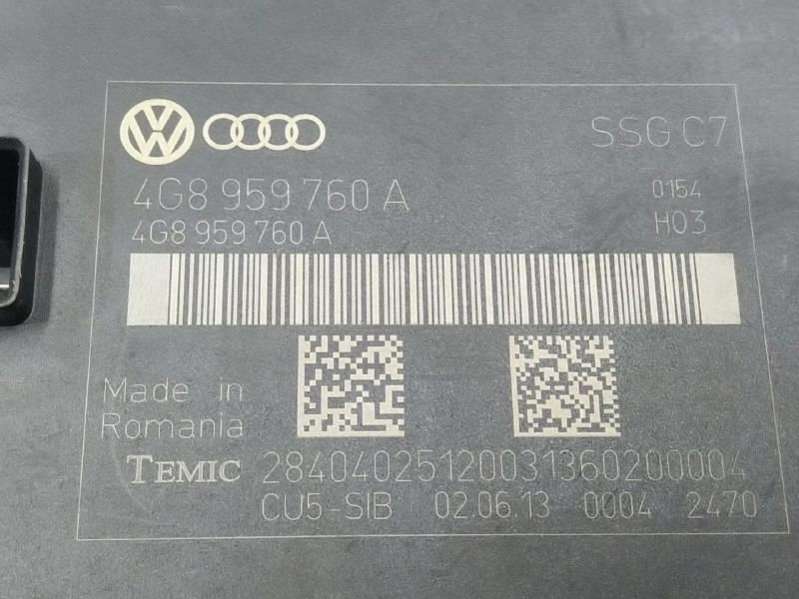 SSG C7
4G8 959 760 A 0154
4G8 959 760 A H03
Made in
Romania
TEMIC 28404025120031360200004
CU5-SIB 02.06.13 0004 2470